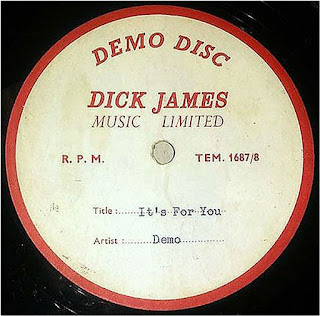 DEMO DISC
DICK JAMES
MUSIC LIMITED
R. P. M. TEM. 1687/8
Title :...... It's For You
Artist :...... Demo